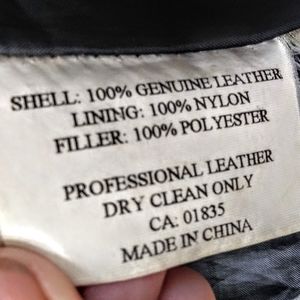 SHELL: 100% GENUINE LEATHER
LINING: 100% NYLON
FILLER: 100% POLYESTER
PROFESSIONAL LEATHER
DRY CLEAN ONLY
CA: 01835
MADE IN CHINA